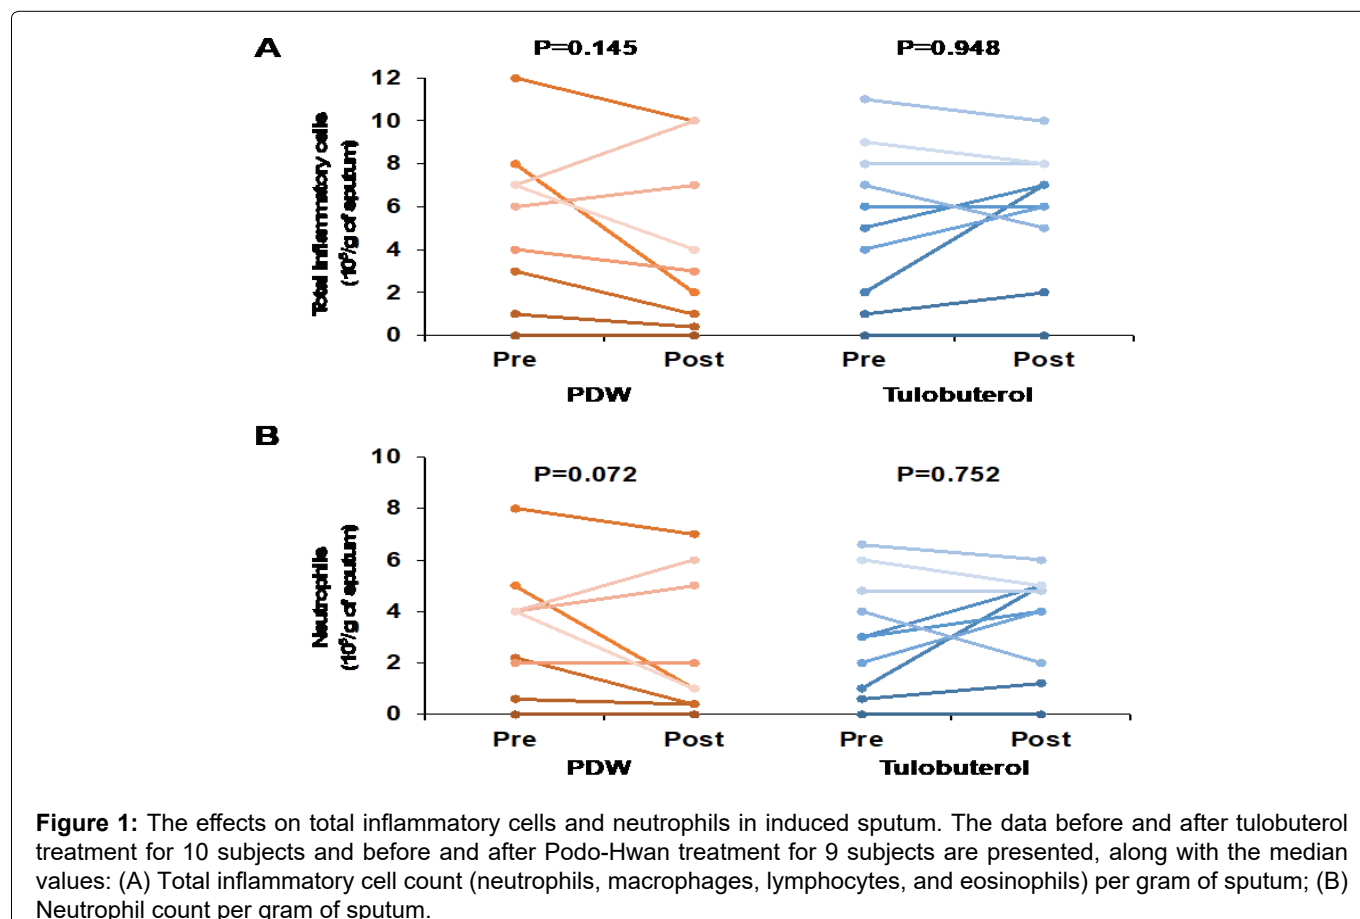 A
P=0.145
P=0.948
Total inflammatory cells
(10⁵/g of sputum)
12
10
8
6
4
2
0
Pre
Post
Pre
Post
PDW
Tulobuterol
B
P=0.072
P=0.752
Neutrophils
(10⁵/g of sputum)
10
8
6
4
2
0
Pre
Post
Pre
Post
PDW
Tulobuterol
Figure 1: The effects on total inflammatory cells and neutrophils in induced sputum. The data before and after tulobuterol
treatment for 10 subjects and before and after Podo-Hwan treatment for 9 subjects are presented, along with the median
values: (A) Total inflammatory cell count (neutrophils, macrophages, lymphocytes, and eosinophils) per gram of sputum; (B)
Neutrophil count per gram of sputum.